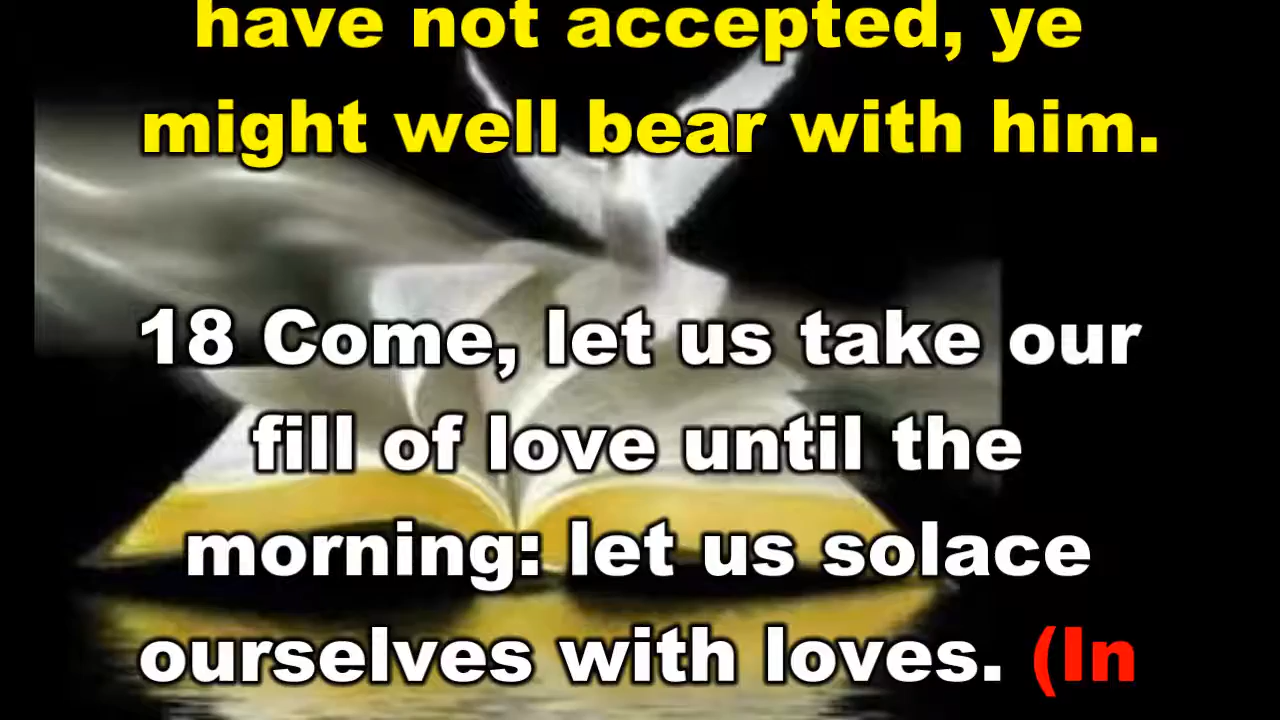 have not accepted, ye
might well bear with him.
18 Come, let us take our
fill of love until the
morning: let us solace
ourselves with loves. (In